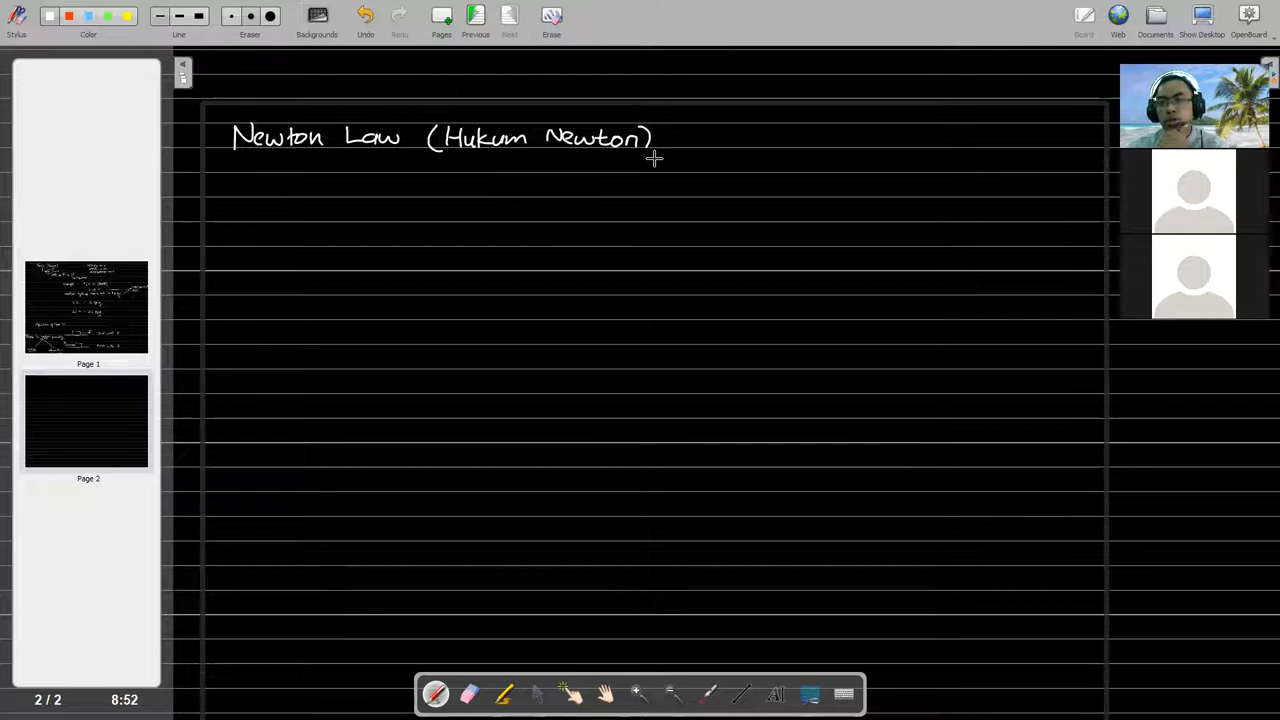 Stylus
Color
Line
Eraser
Backgrounds
Undo
Redo
Pages
Previous
Next
Erase
Board
Web
Documents
Show Desktop
OpenBoard
Newton Law (Hukum Newton)
Page 1
Page 2
2 / 2
8:52
AI